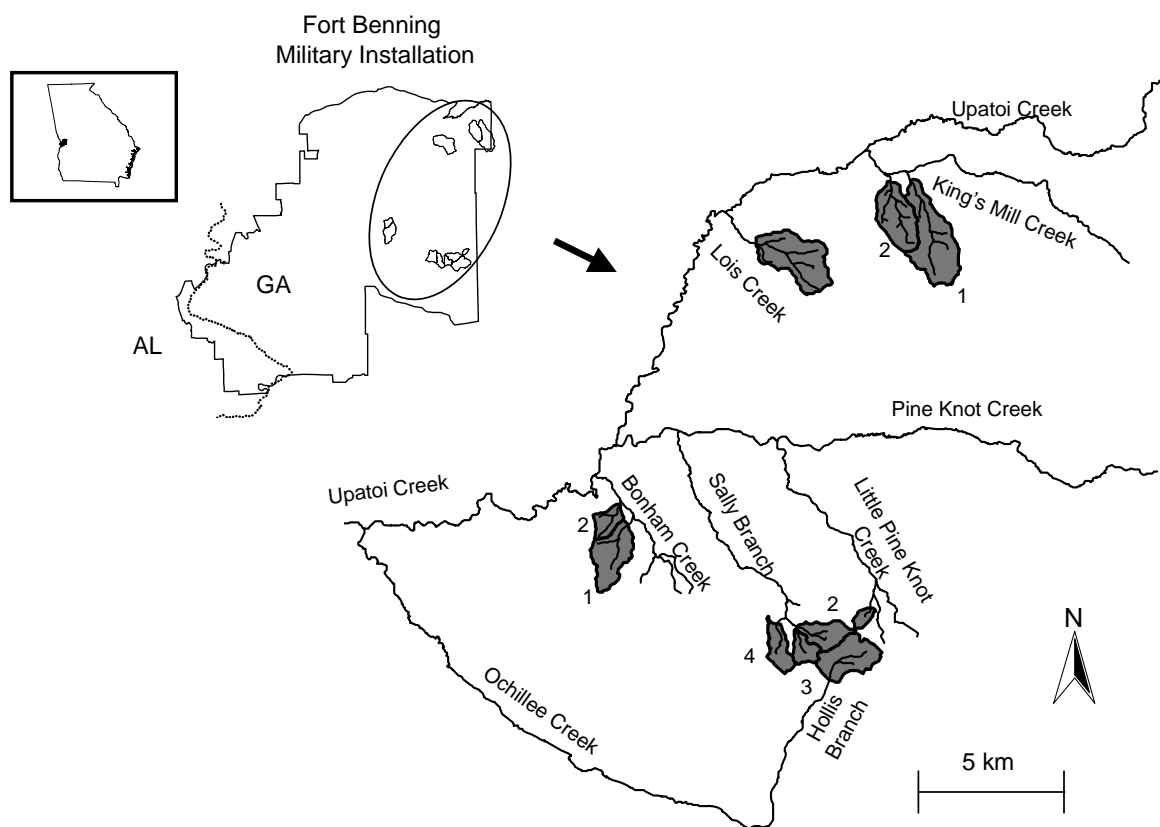 Fort Benning
Military Installation
GA
AL
Upatoi Creek
King's Mill Creek
2
1
Lois Creek
Pine Knot Creek
Upatoi Creek
Bonham Creek
2
1
Sally Branch
Little Pine Knot
Creek
2
4
3
Hollis
Branch
Ochillee Creek
N
5 km